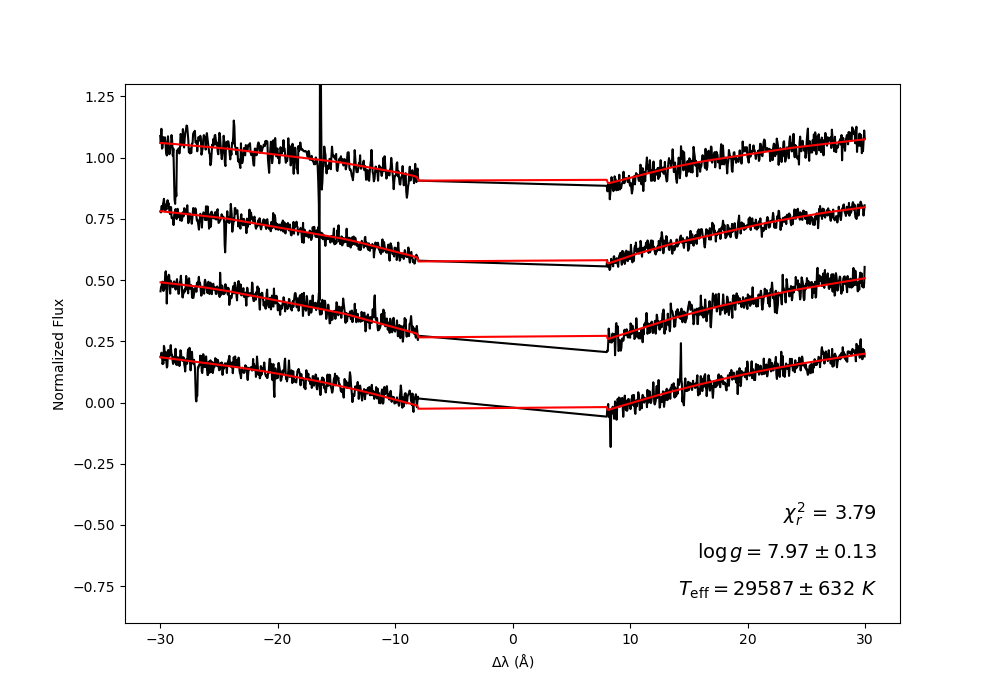 1.25
1.00
0.75
0.50
0.25
0.00
−0.25
−0.50
−0.75
Normalized Flux
χ²ᵣ = 3.79
log g = 7.97 ± 0.13
T_eff = 29587 ± 632 K
−30 −20 −10 0 10 20 30
Δλ (Å)